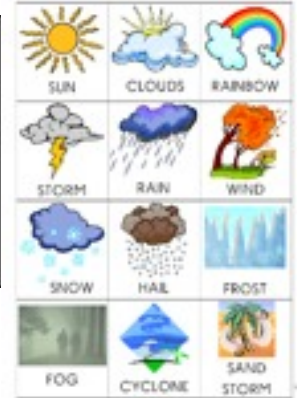 SUN CLOUDS RAINBOW
STORM RAIN WIND
SNOW HAIL FROST
FOG CYCLONE SAND
STORM